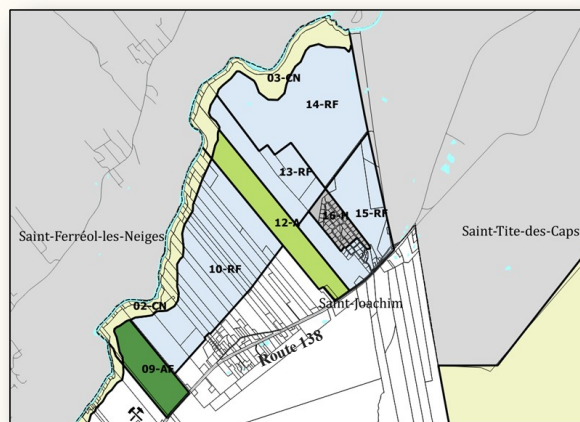 03-CN
14-RF
13-RF
16-H
15-RF
12-A
Saint-Ferréol-les-Neiges
Saint-Tite-des-Caps
10-RF
02-CN
Saint-Joachim
Route 138
09-AF